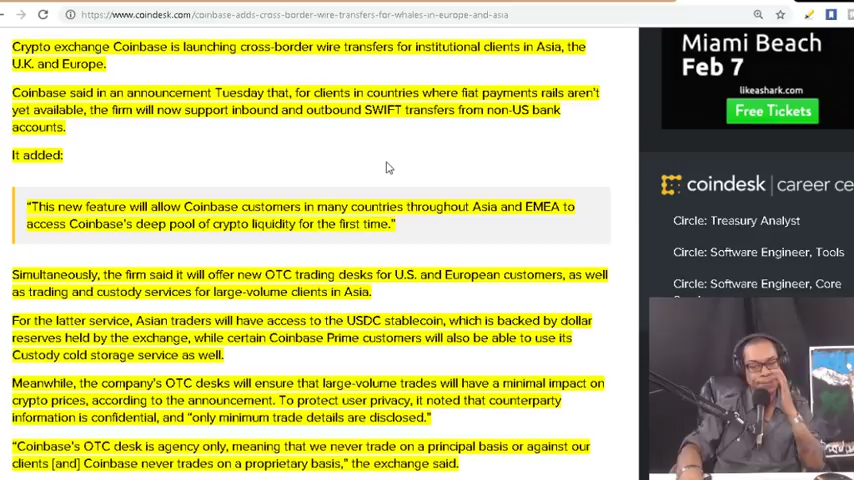 https://www.coindesk.com/coinbase-adds-cross-border-wire-transfers-for-whales-in-europe-and-asia
Crypto exchange Coinbase is launching cross-border wire transfers for institutional clients in Asia, the
U.K. and Europe.
Coinbase said in an announcement Tuesday that, for clients in countries where fiat payments rails aren't
yet available, the firm will now support inbound and outbound SWIFT transfers from non-US bank
accounts.
It added:
“This new feature will allow Coinbase customers in many countries throughout Asia and EMEA to
access Coinbase's deep pool of crypto liquidity for the first time.”
Simultaneously, the firm said it will offer new OTC trading desks for U.S. and European customers, as well
as trading and custody services for large-volume clients in Asia.
For the latter service, Asian traders will have access to the USDC stablecoin, which is backed by dollar
reserves held by the exchange, while certain Coinbase Prime customers will also be able to use its
Custody cold storage service as well.
Meanwhile, the company's OTC desks will ensure that large-volume trades will have a minimal impact on
crypto prices, according to the announcement. To protect user privacy, it noted that counterparty
information is confidential, and “only minimum trade details are disclosed.”
“Coinbase's OTC desk is agency only, meaning that we never trade on a principal basis or against our
clients [and] Coinbase never trades on a proprietary basis,” the exchange said.
Miami Beach
Feb 7
likeashark.com
Free Tickets
coindesk | career ce
Circle: Treasury Analyst
Circle: Software Engineer, Tools
Circle: Software Engineer, Core